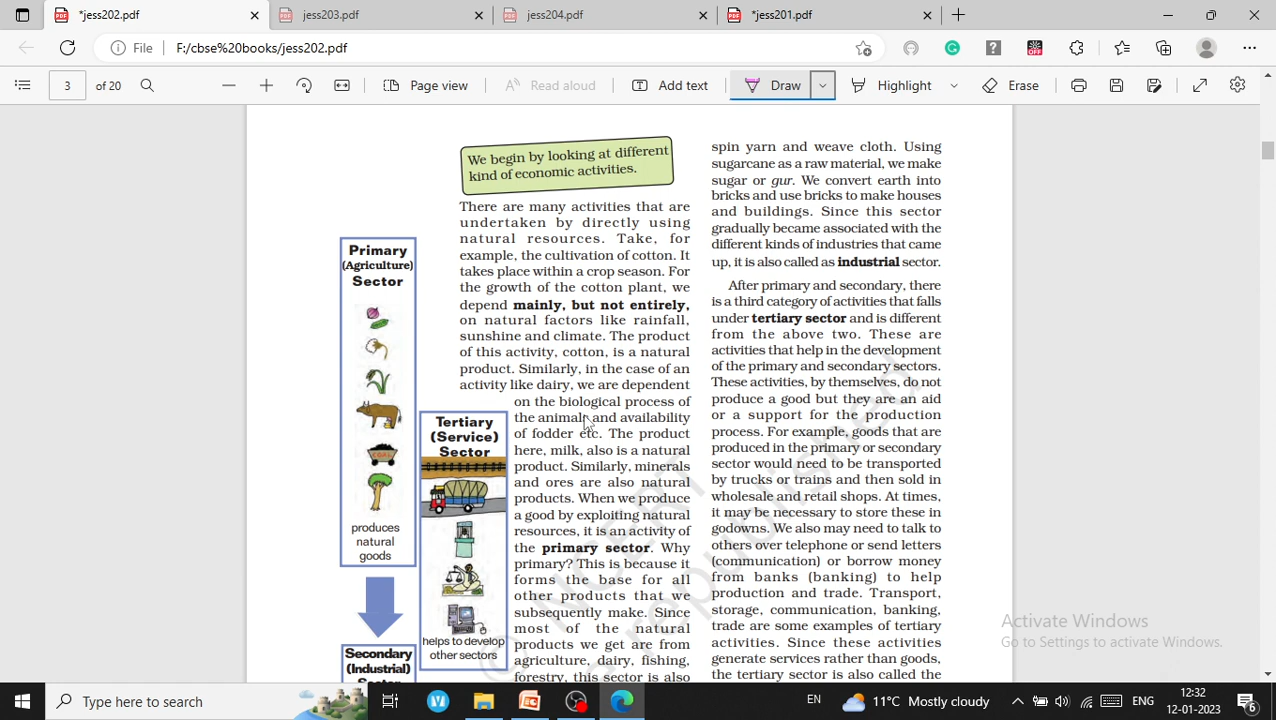 *jess202.pdf
jess203.pdf
jess204.pdf
*jess201.pdf
File
F:/cbse%20books/jess202.pdf
3
of 20
Page view
Read aloud
Add text
Draw
Highlight
Erase
We begin by looking at different
kind of economic activities.
There are many activities that are
undertaken by directly using
natural resources. Take, for
example, the cultivation of cotton. It
takes place within a crop season. For
the growth of the cotton plant, we
depend mainly, but not entirely,
on natural factors like rainfall,
sunshine and climate. The product
of this activity, cotton, is a natural
product. Similarly, in the case of an
activity like dairy, we are dependent
on the biological process of
the animals and availability
of fodder etc. The product
here, milk, also is a natural
product. Similarly, minerals
and ores are also natural
products. When we produce
a good by exploiting natural
resources, it is an activity of
the primary sector. Why
primary? This is because it
forms the base for all
other products that we
subsequently make. Since
most of the natural
products we get are from
agriculture, dairy, fishing,
forestry, this sector is also
Primary
(Agriculture)
Sector
COAL
produces
natural
goods
Tertiary
(Service)
Sector
helps to develop
other sectors
Secondary
(Industrial)
spin yarn and weave cloth. Using
sugarcane as a raw material, we make
sugar or gur. We convert earth into
bricks and use bricks to make houses
and buildings. Since this sector
gradually became associated with the
different kinds of industries that came
up, it is also called as industrial sector.
After primary and secondary, there
is a third category of activities that falls
under tertiary sector and is different
from the above two. These are
activities that help in the development
of the primary and secondary sectors.
These activities, by themselves, do not
produce a good but they are an aid
or a support for the production
process. For example, goods that are
produced in the primary or secondary
sector would need to be transported
by trucks or trains and then sold in
wholesale and retail shops. At times,
it may be necessary to store these in
godowns. We also may need to talk to
others over telephone or send letters
(communication) or borrow money
from banks (banking) to help
production and trade. Transport,
storage, communication, banking,
trade are some examples of tertiary
activities. Since these activities
generate services rather than goods,
the tertiary sector is also called the
© NCERT
republished
Activate Windows
Go to Settings to activate Windows.
OFF
Type here to search
EN
11°C Mostly cloudy
ENG
12:32
12-01-2023
6